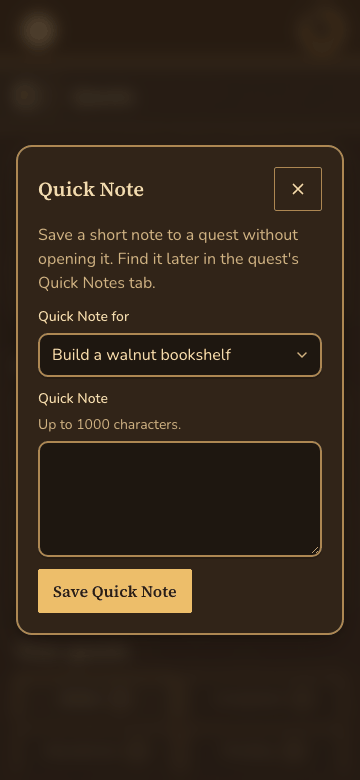 Quick Note
Save a short note to a quest without
opening it. Find it later in the quest's
Quick Notes tab.
Quick Note for
Build a walnut bookshelf
Quick Note
Up to 1000 characters.
Save Quick Note